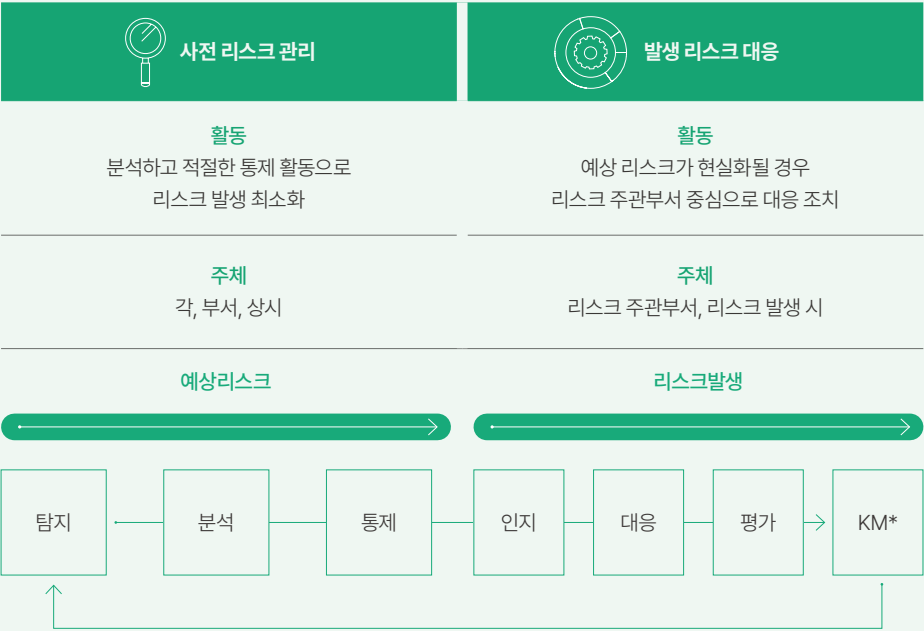 사전 리스크 관리
발생 리스크 대응
활동
분석하고 적절한 통제 활동으로
리스크 발생 최소화
활동
예상 리스크가 현실화될 경우
리스크 주관부서 중심으로 대응 조치
주체
각, 부서, 상시
주체
리스크 주관부서, 리스크 발생 시
예상리스크
리스크발생
탐지
분석
통제
인지
대응
평가
KM*